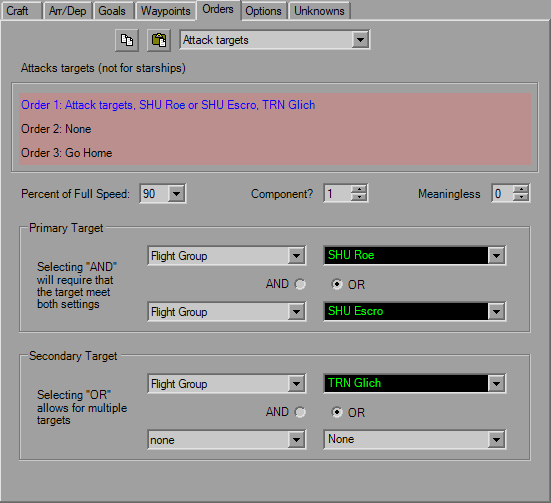 Craft Arr/Dep Goals Waypoints Orders Options Unknowns
Attack targets
Attacks targets (not for starships)
Order 1: Attack targets, SHU Roe or SHU Escro, TRN Glich
Order 2: None
Order 3: Go Home
Percent of Full Speed: 90 Component? 1 Meaningless 0
Primary Target
Flight Group SHU Roe
Selecting "AND"
will require that
the target meet
both settings
AND OR
Flight Group SHU Escro
Secondary Target
Flight Group TRN Glich
Selecting "OR"
allows for multiple
targets
AND OR
none None